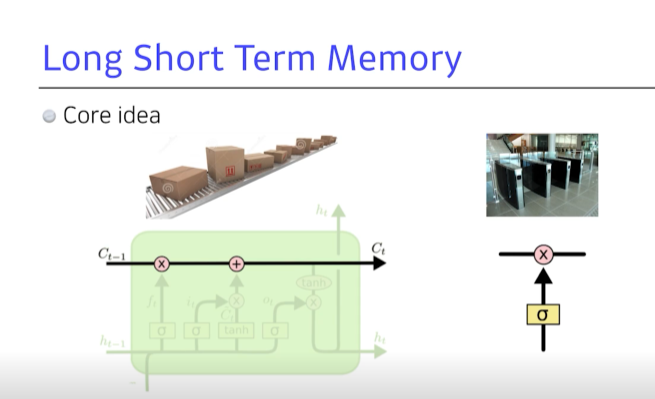 Long Short Term Memory
Core idea
h_t
C_{t-1} × + C_t
tanh
f_t i_t × o_t ×
C̃_t
σ σ tanh σ
h_{t-1} h_t
×
σ